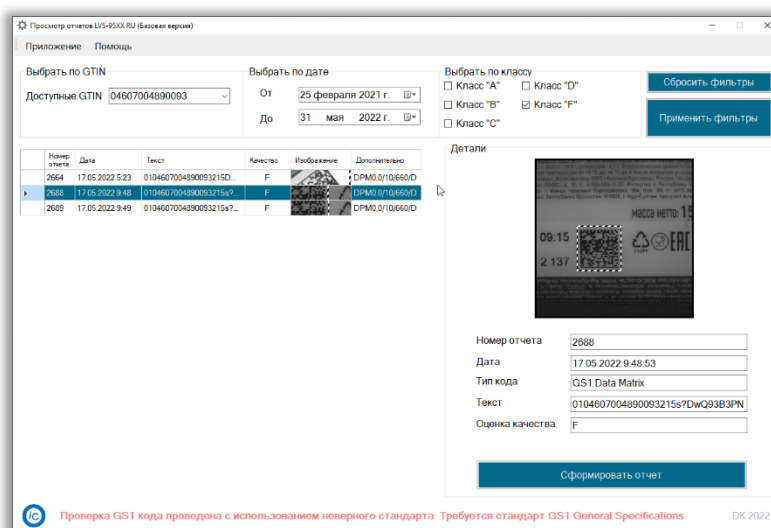 Просмотр отчетов LVS-95XX RU (Базовая версия)
Приложение Помощь
Выбрать по GTIN
Доступные GTIN 04607004890093
Выбрать по дате
От 25 февраля 2021 г.
До 31 мая 2022 г.
Выбрать по классу
Класс "A" Класс "D"
Класс "B" Класс "F"
Класс "C"
Сбросить фильтры
Применить фильтры
Номер отчета Дата Текст Качество Изображение Дополнительно
2664 17.05.2022 5:23 0104607004890093215D... F DPM0.0/10/660/D
2688 17.05.2022 9:48 0104607004890093215s?... F DPM0.0/10/660/D
2689 17.05.2022 9:49 0104607004890093215s?... F DPM0.0/10/660/D
Детали
масса нетто: 15
09:15
2 137
EAC
Номер отчета 2688
Дата 17.05.2022 9:48:53
Тип кода GS1 Data Matrix
Текст 0104607004890093215s?DwQ93B3PN
Оценка качества F
Сформировать отчет
ic Проверка GS1 кода проведена с использованием неверного стандарта. Требуется стандарт GS1 General Specifications DK 2022